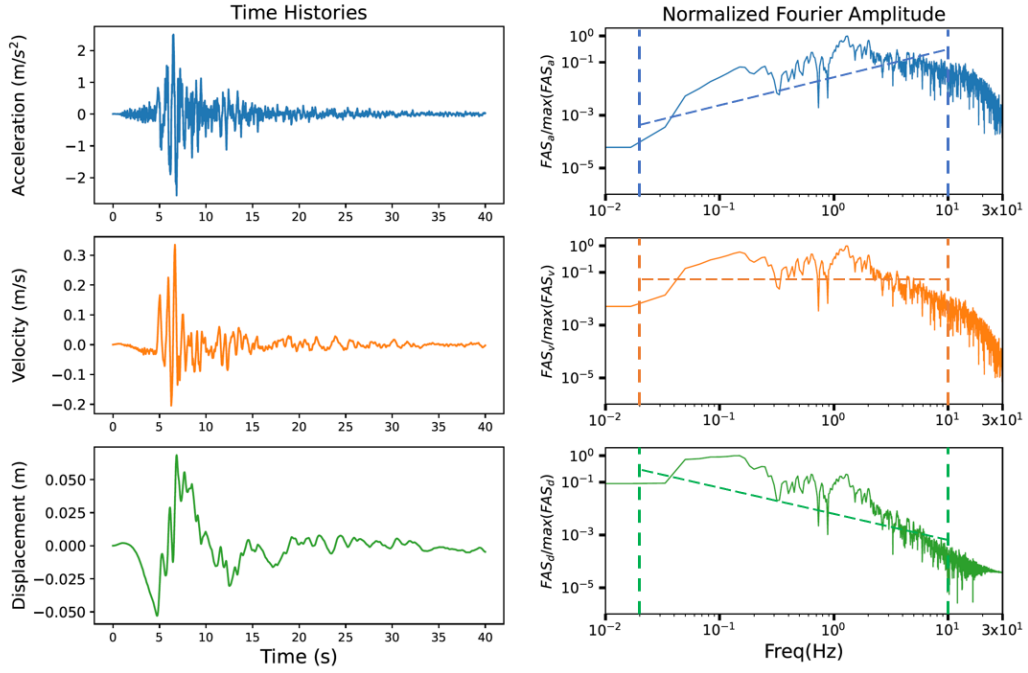 Time Histories
Normalized Fourier Amplitude
Acceleration (m/s²)
2
1
0
−1
−2
0 5 10 15 20 25 30 35 40
FAS_a/max(FAS_a)
10⁰
10⁻¹
10⁻³
10⁻⁵
10⁻² 10⁻¹ 10⁰ 10¹ 3x10¹
Velocity (m/s)
0.3
0.2
0.1
0.0
−0.1
−0.2
0 5 10 15 20 25 30 35 40
FAS_v/max(FAS_v)
10⁰
10⁻¹
10⁻³
10⁻⁵
10⁻² 10⁻¹ 10⁰ 10¹ 3x10¹
Displacement (m)
0.050
0.025
0.000
−0.025
−0.050
0 5 10 15 20 25 30 35 40
Time (s)
FAS_d/max(FAS_d)
10⁰
10⁻¹
10⁻³
10⁻⁵
10⁻² 10⁻¹ 10⁰ 10¹ 3x10¹
Freq(Hz)